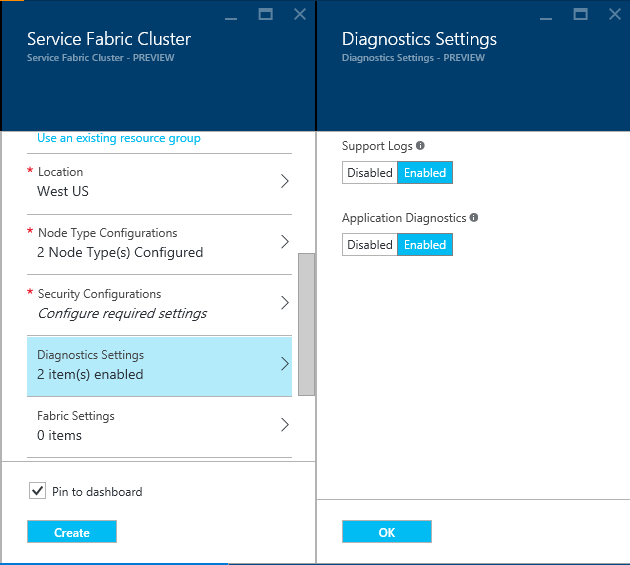 Service Fabric Cluster
Service Fabric Cluster - PREVIEW
Use an existing resource group
* Location
West US
* Node Type Configurations
2 Node Type(s) Configured
* Security Configurations
Configure required settings
Diagnostics Settings
2 item(s) enabled
Fabric Settings
0 items
Pin to dashboard
Create
Diagnostics Settings
Diagnostics Settings - PREVIEW
Support Logs
Disabled Enabled
Application Diagnostics
Disabled Enabled
OK